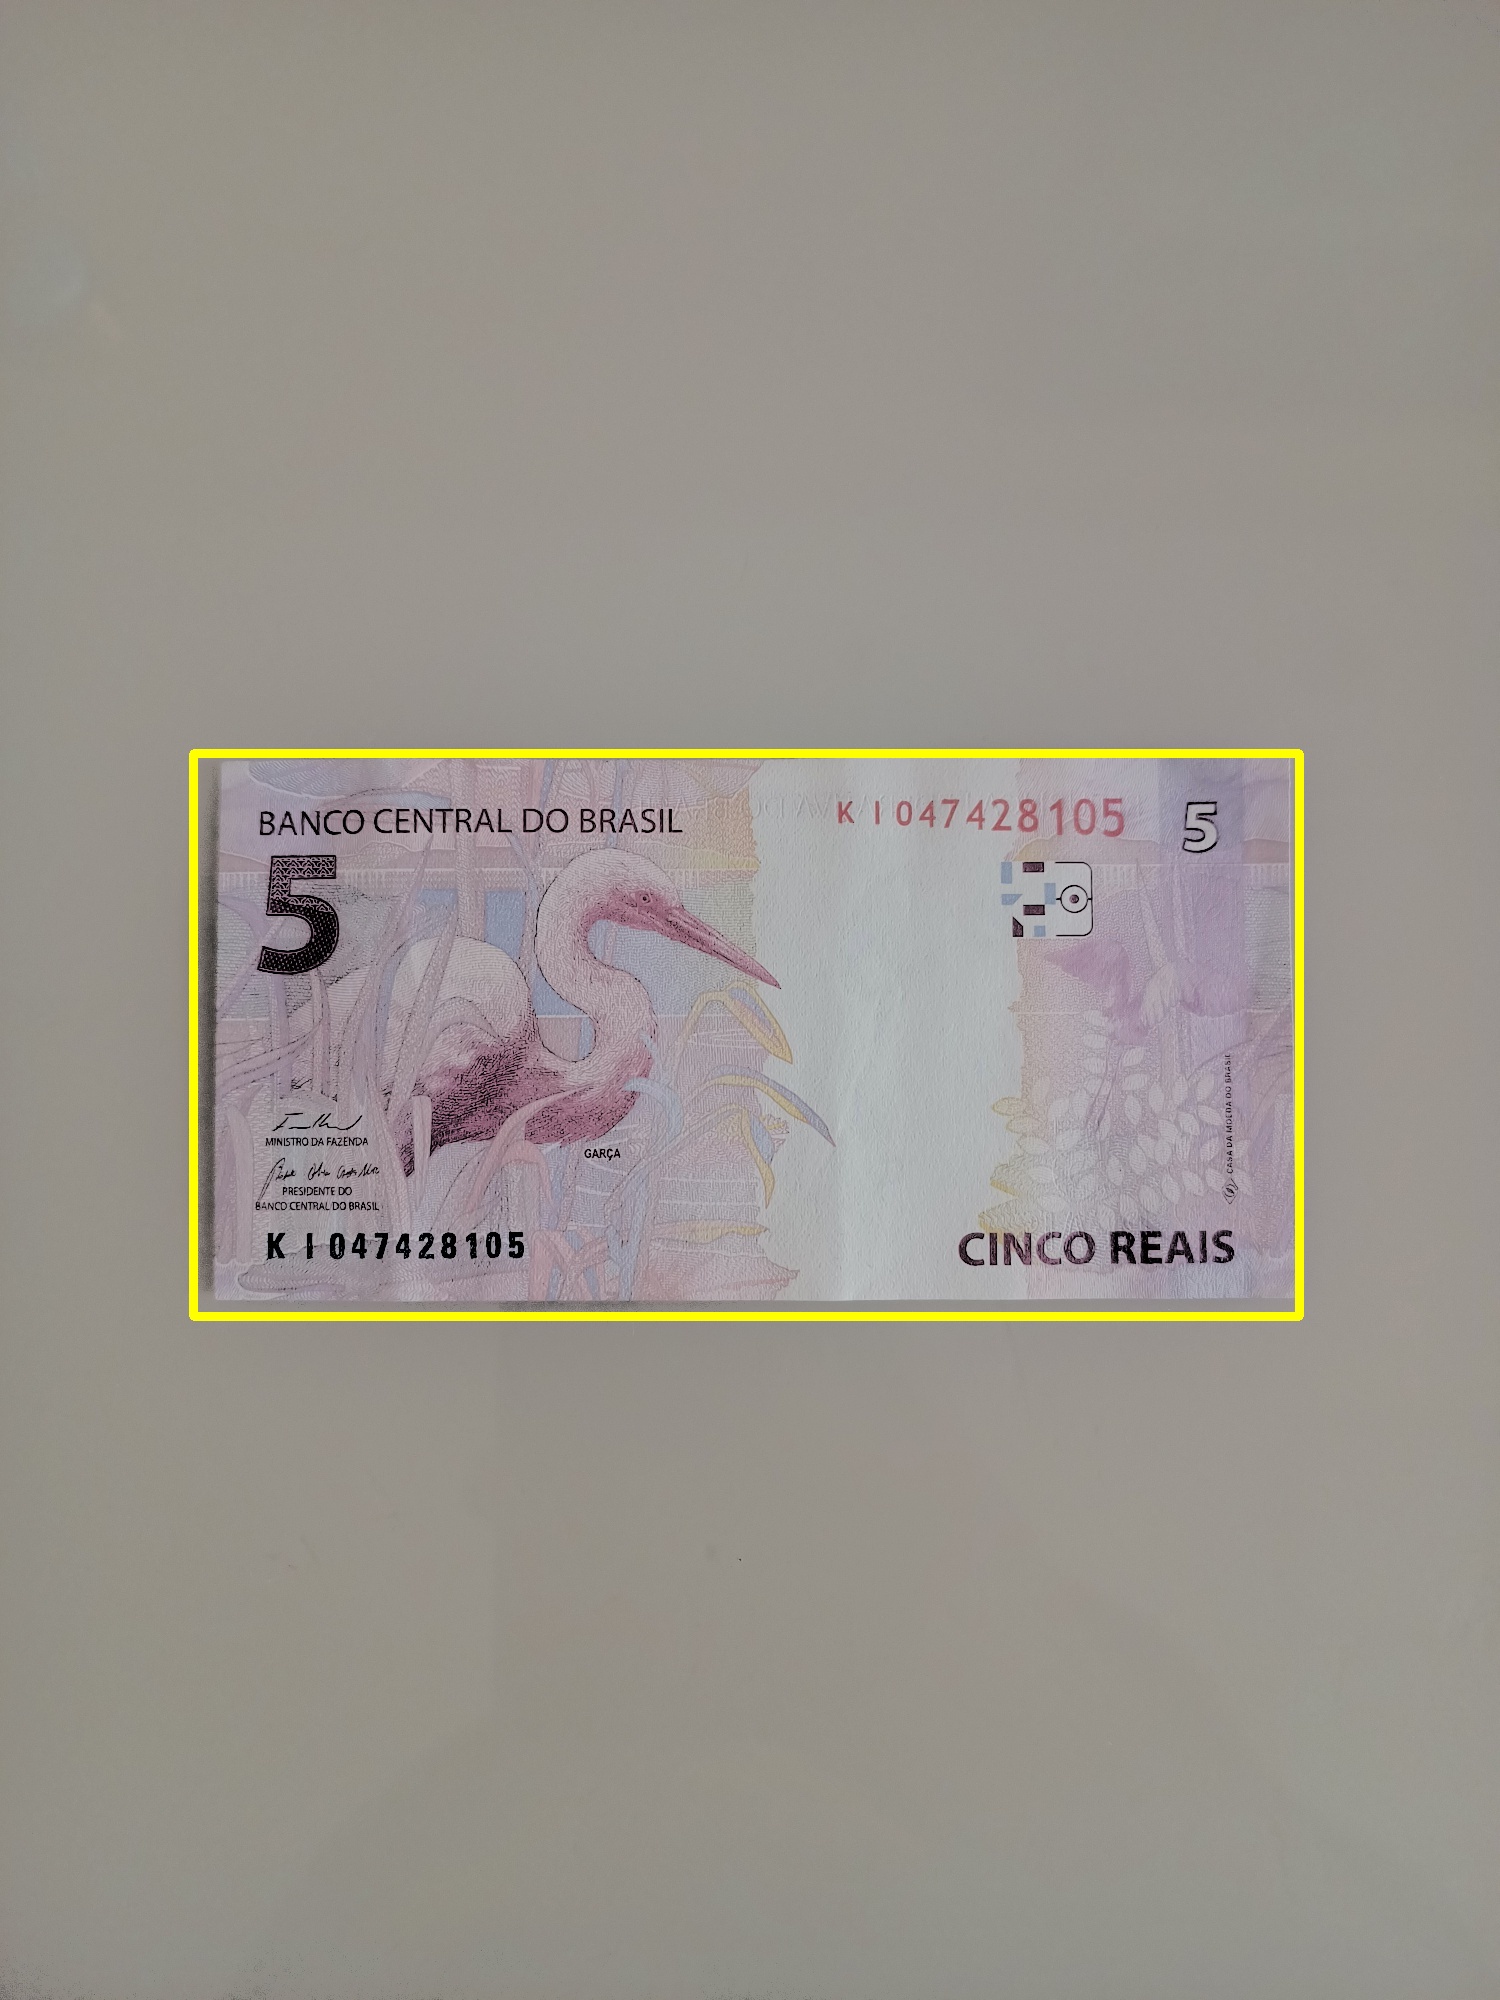 BANCO CENTRAL DO BRASIL
K I 047428105
5
5
MINISTRO DA FAZENDA
GARÇA
PRESIDENTE DO
BANCO CENTRAL DO BRASIL
CASA DA MOEDA DO BRASIL
K I 047428105
CINCO REAIS